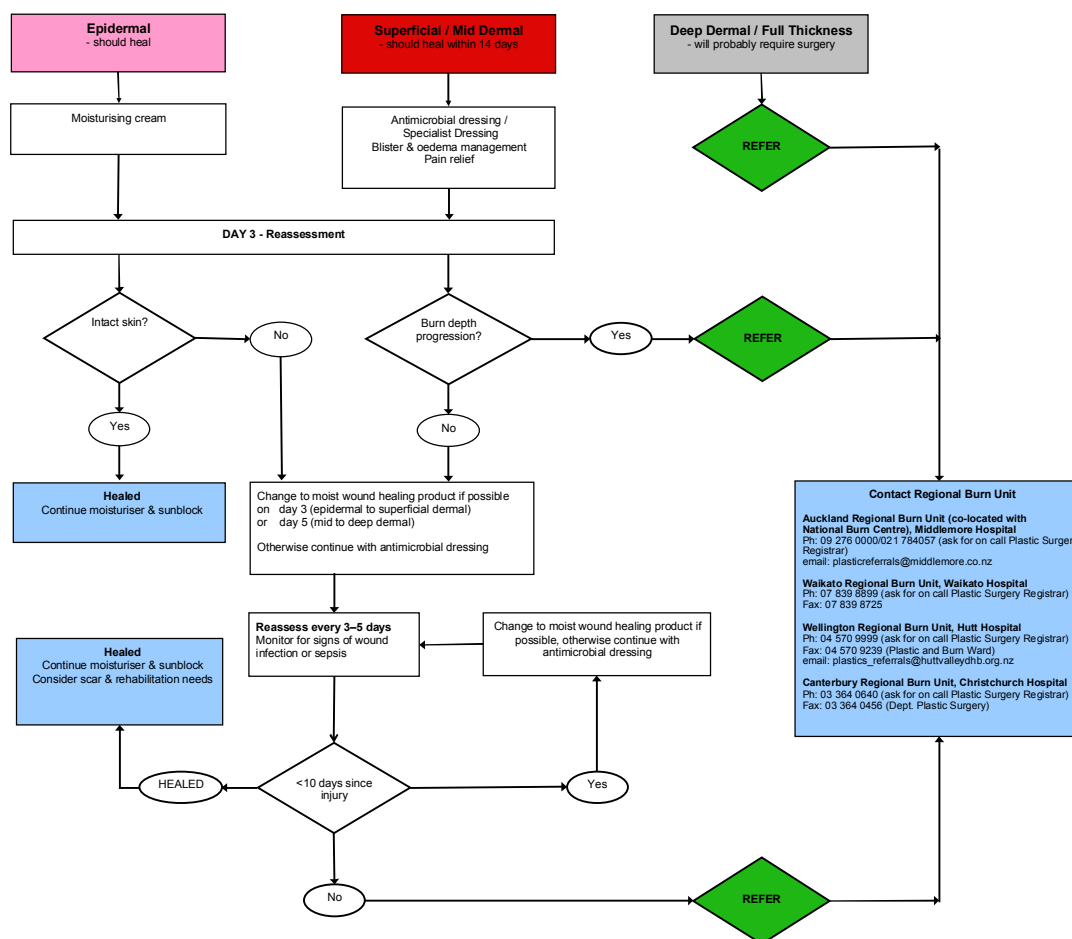 Epidermal
- should heal
Superficial / Mid Dermal
- should heal within 14 days
Deep Dermal / Full Thickness
- will probably require surgery
Moisturising cream
Antimicrobial dressing /
Specialist Dressing
Blister & oedema management
Pain relief
REFER
DAY 3 - Reassessment
Intact skin?
No
Burn depth
progression?
Yes
REFER
Yes
No
Healed
Continue moisturiser & sunblock
Change to moist wound healing product if possible
on day 3 (epidermal to superficial dermal)
or day 5 (mid to deep dermal)
Otherwise continue with antimicrobial dressing
Contact Regional Burn Unit
Auckland Regional Burn Unit (co-located with
National Burn Centre), Middlemore Hospital
Ph: 09 276 0000/021 784057 (ask for on call Plastic Surgery
Registrar)
email: plasticreferrals@middlemore.co.nz
Waikato Regional Burn Unit, Waikato Hospital
Ph: 07 839 8899 (ask for on call Plastic Surgery Registrar)
Fax: 07 839 8725
Wellington Regional Burn Unit, Hutt Hospital
Ph: 04 570 9999 (ask for on call Plastic Surgery Registrar)
Fax: 04 570 9239 (Plastic and Burn Ward)
email: plastics_referrals@huttvalleydhb.org.nz
Canterbury Regional Burn Unit, Christchurch Hospital
Ph: 03 364 0640 (ask for on call Plastic Surgery Registrar)
Fax: 03 364 0456 (Dept. Plastic Surgery)
Reassess every 3–5 days
Monitor for signs of wound
infection or sepsis
Change to moist wound healing product if
possible, otherwise continue with
antimicrobial dressing
Healed
Continue moisturiser & sunblock
Consider scar & rehabilitation needs
HEALED
<10 days since
injury
Yes
No
REFER